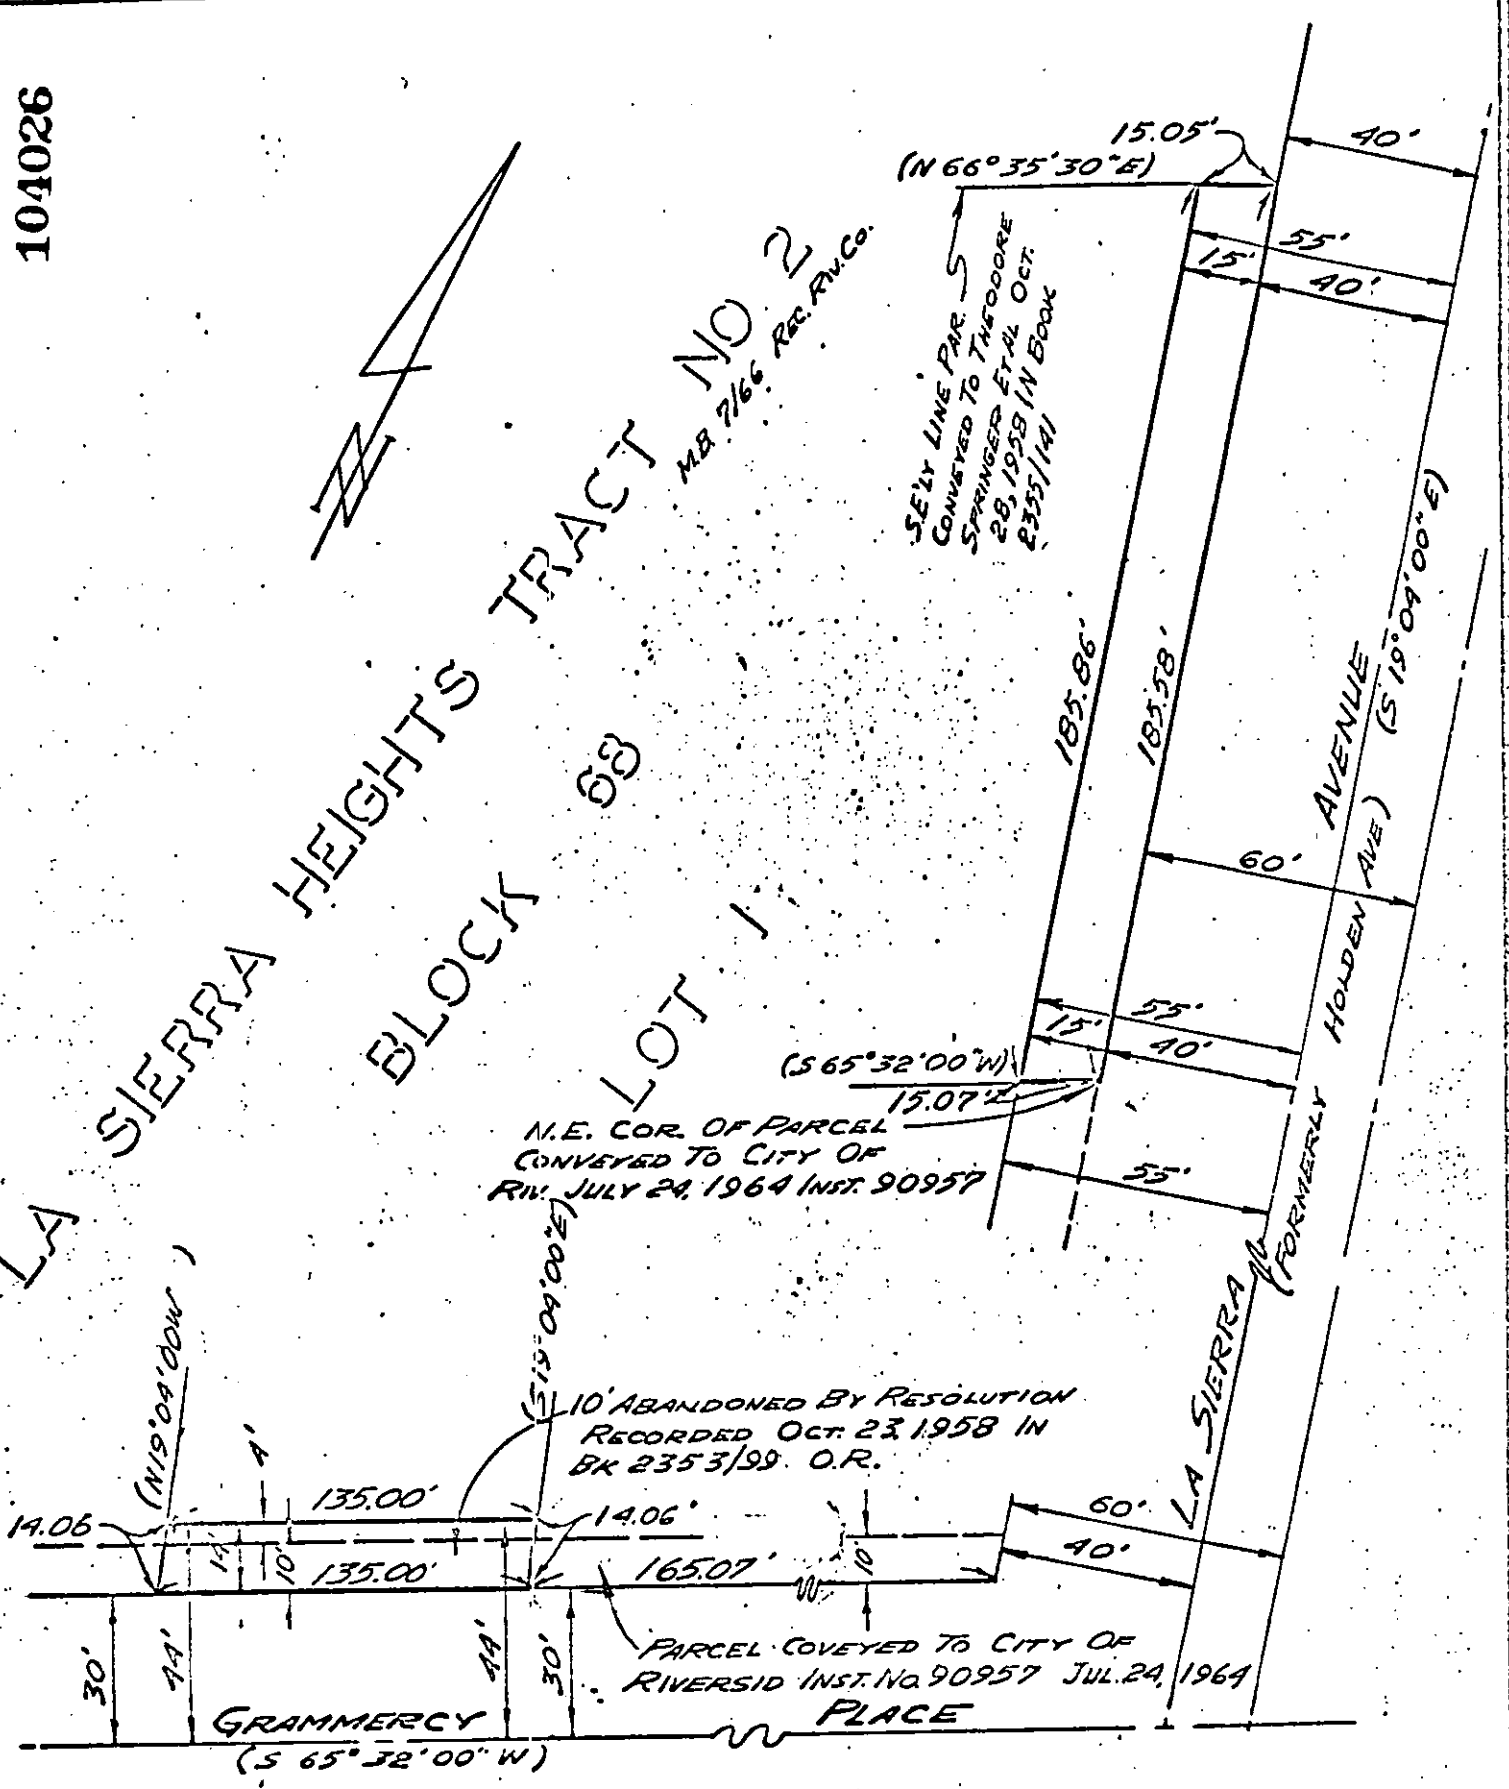 104026
15.05'
40'
(N 66° 35' 30" E)
55'
15'
40'
S'E'LY LINE PAR.
CONVEYED TO THEODORE
SPRINGER ET AL OCT.
28, 1958 IN BOOK
2355/141
LA SIERRA HEIGHTS TRACT NO 2
M.B. 7/66 REC. RIV. CO.
BLOCK 68
LOT 1
N
185.86'
185.58'
60'
LA SIERRA AVENUE
(S 19° 04' 00" E)
(FORMERLY HOLDEN AVE)
55'
15'
40'
(S 65° 32' 00" W)
15.07'
N.E. COR. OF PARCEL
CONVEYED TO CITY OF
RIV. JULY 24, 1964 INST. 90957
55'
(N 19° 04' 00 W )
(S 19° 04' 00" E)
10' ABANDONED BY RESOLUTION
RECORDED OCT. 23, 1958 IN
BK 2353/99 O.R.
4'
135.00'
14.06
14.06'
14'
10'
135.00'
165.07'
10'
60'
40'
30'
44'
44'
30'
PARCEL COVEYED TO CITY OF
RIVERSID INST. No. 90957 JUL. 24, 1964
GRAMMERCY PLACE
(S 65° 32' 00" W)